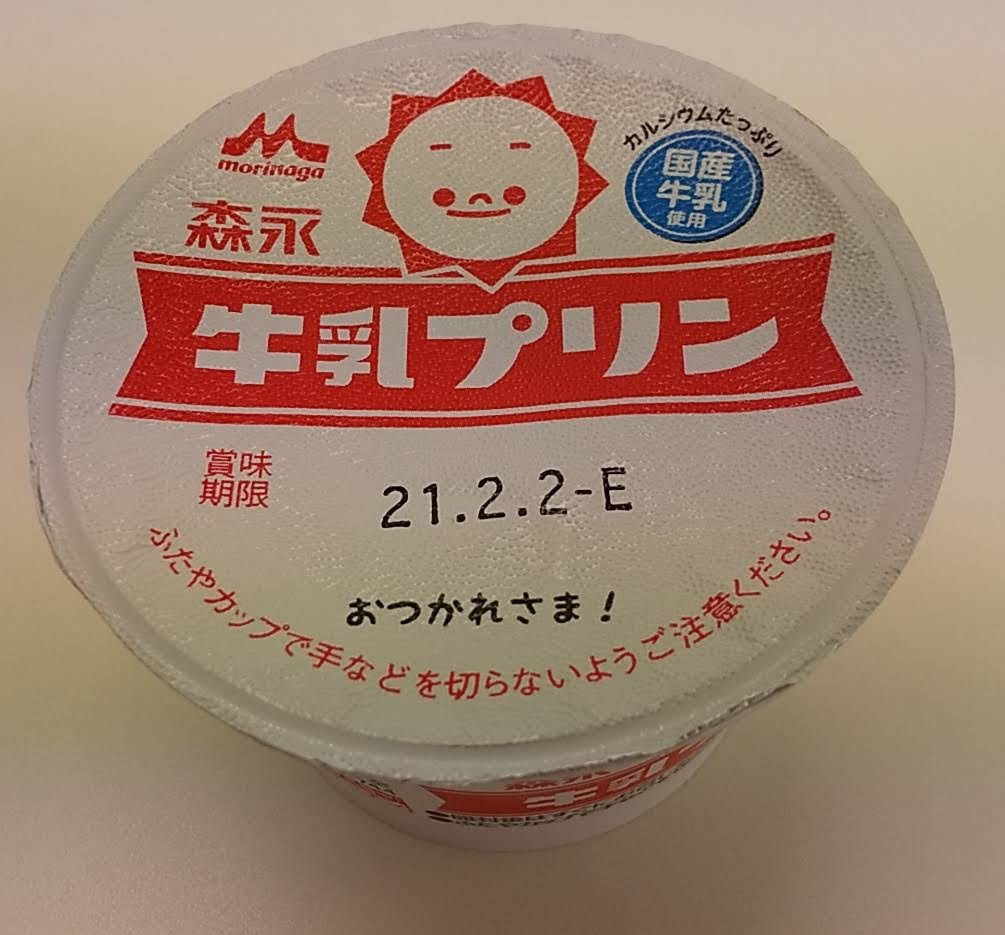 morinaga
森永
カルシウムたっぷり
国産
牛乳
使用
牛乳プリン
賞味
期限
21.2.2-E
おつかれさま!
ふたやカップで手などを切らないようご注意ください。